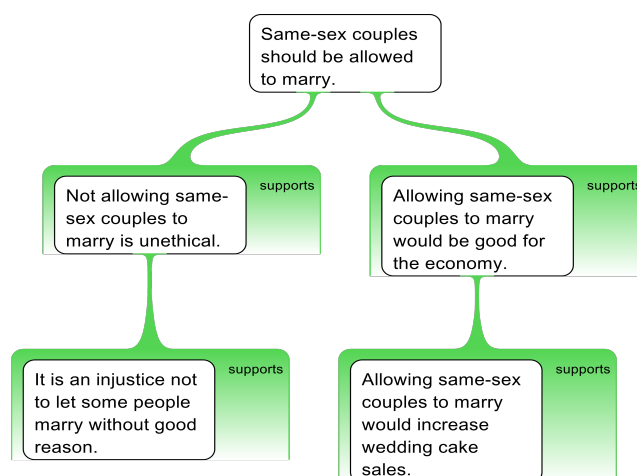 Same-sex couples
should be allowed
to marry.
supports
Not allowing same-
sex couples to
marry is unethical.
supports
Allowing same-sex
couples to marry
would be good for
the economy.
supports
It is an injustice not
to let some people
marry without good
reason.
supports
Allowing same-sex
couples to marry
would increase
wedding cake
sales.